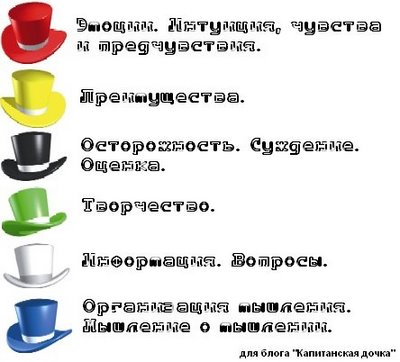 Эмоции. Интуиция, чувства
и предчувствия.
Преимущества.
Осторожность. Суждение.
Оценка.
Творчество.
Информация. Вопросы.
Организация мышления.
Мышление о мышлении.
для блога "Капитанская дочка"